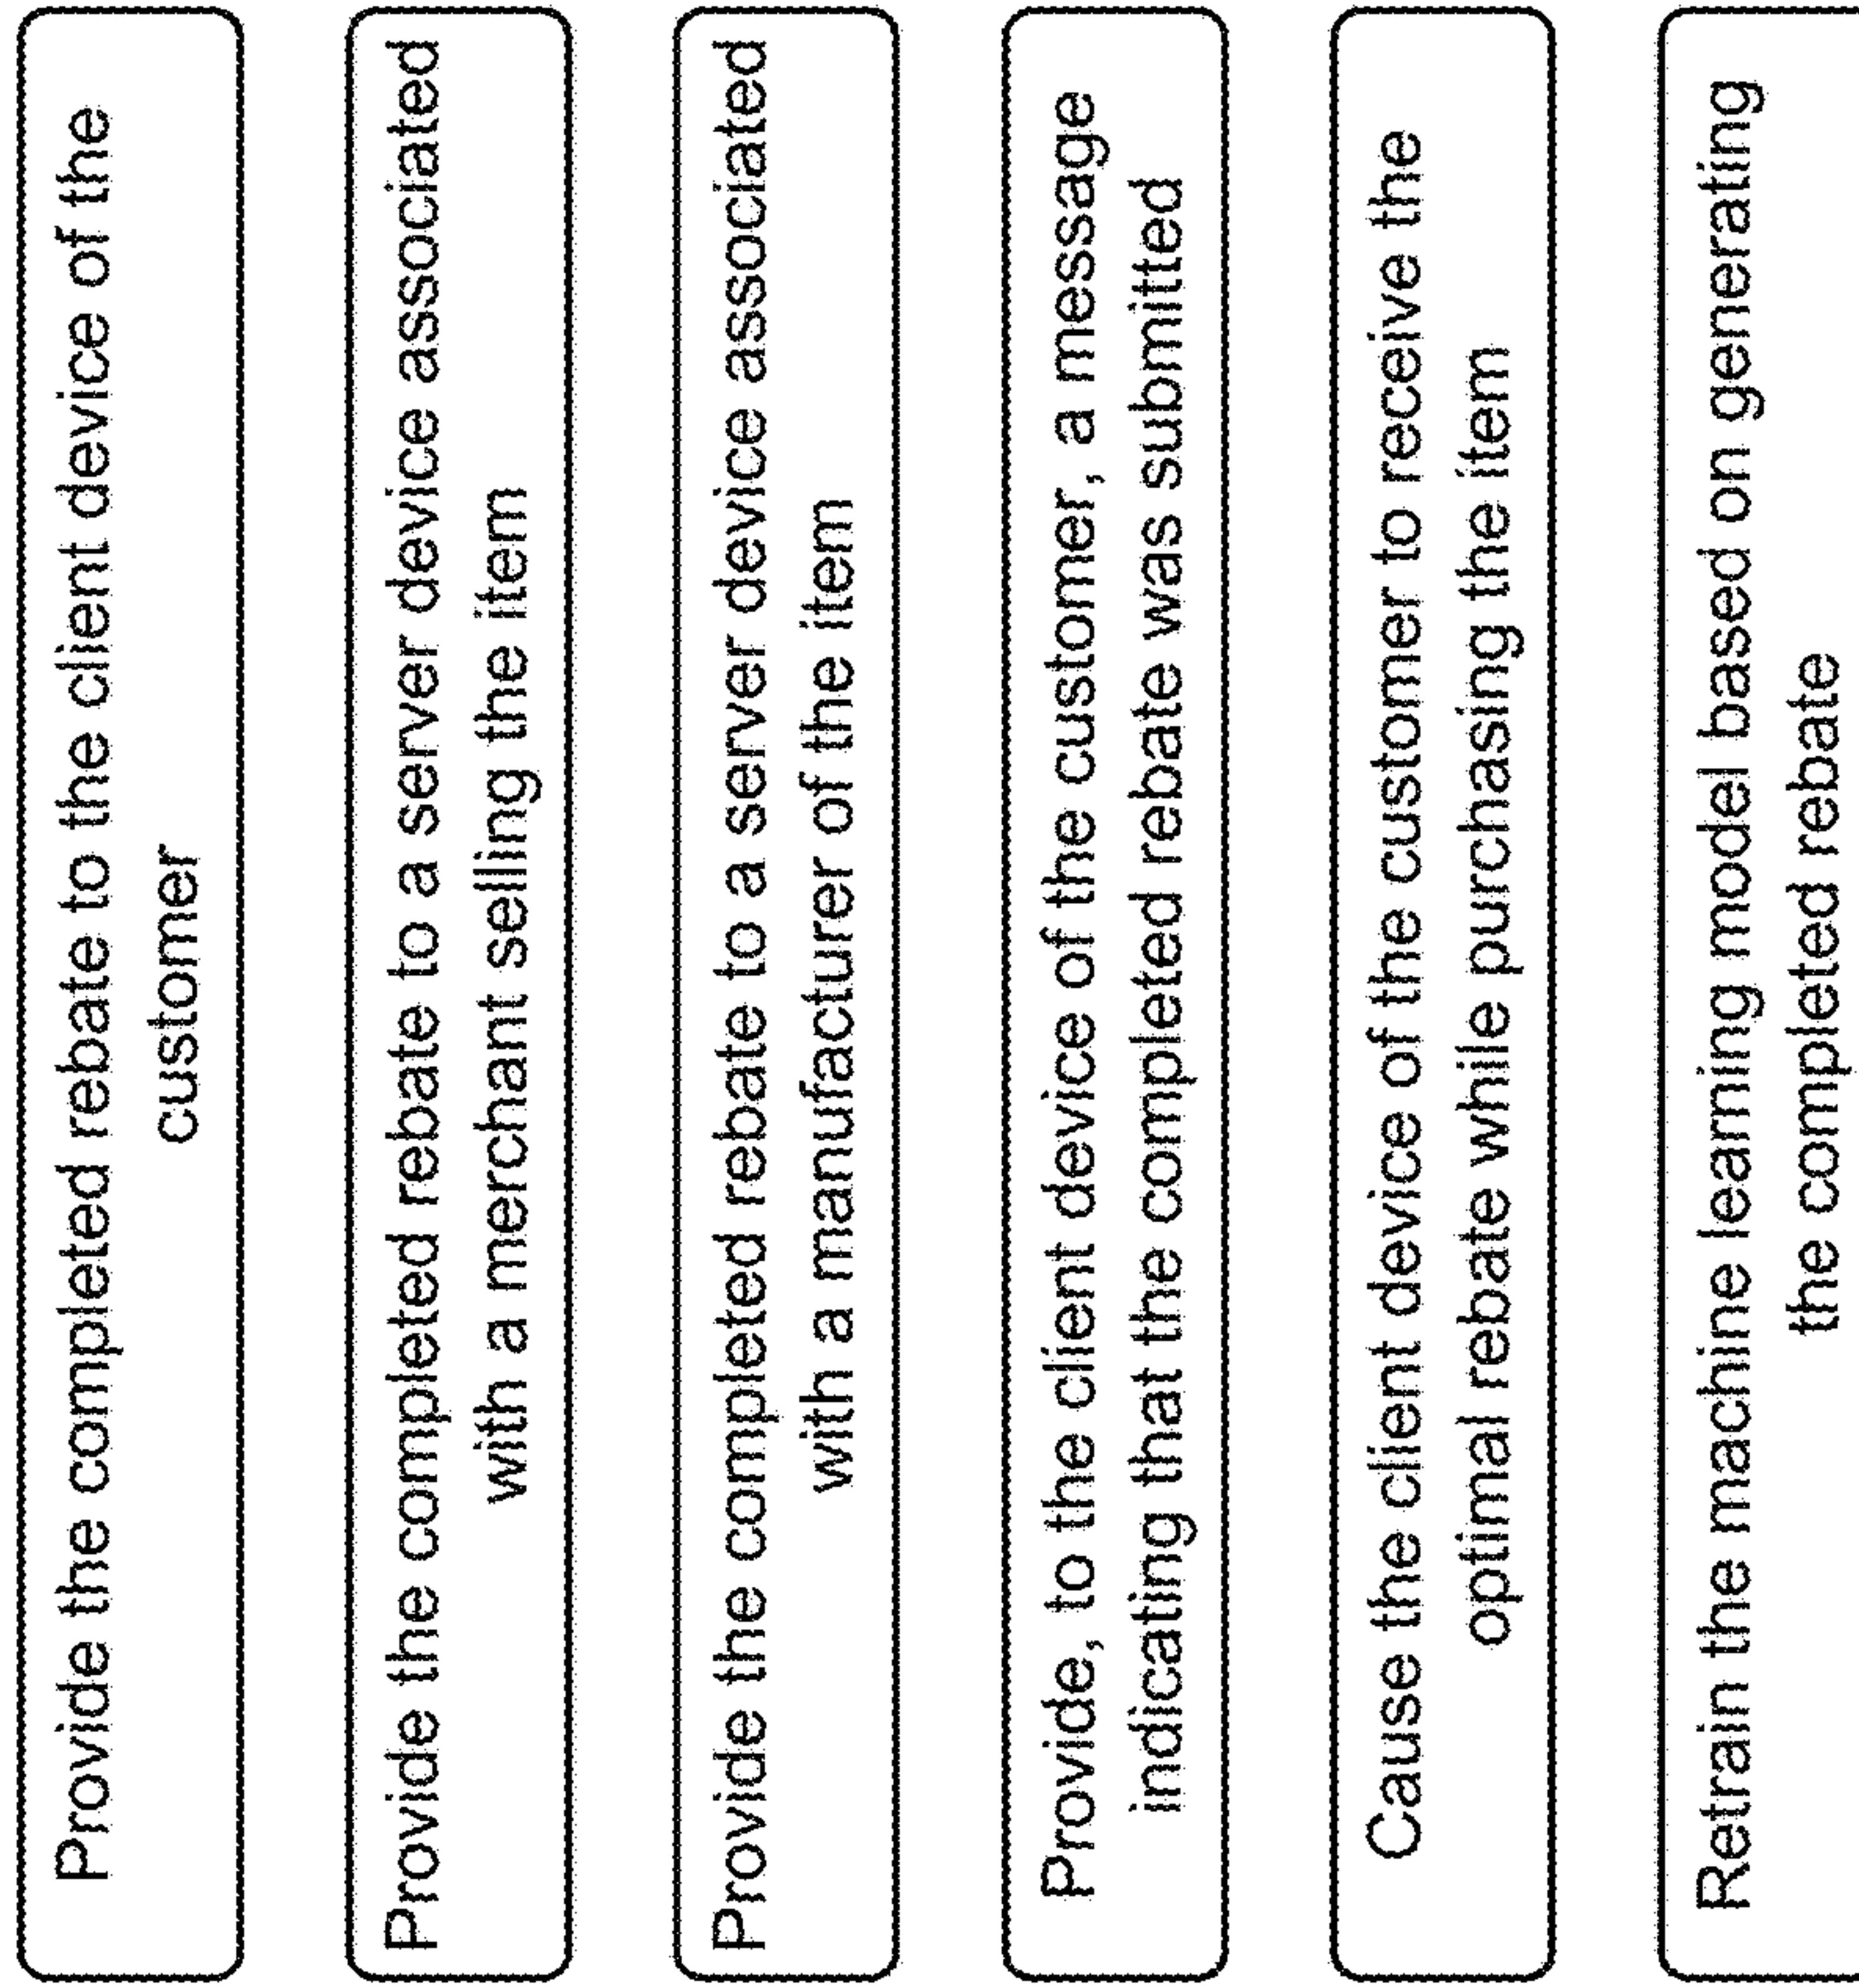 Provide the completed rebate to the client device of the
customer
Provide the completed rebate to a server device associated
with a merchant selling the item
Provide the completed rebate to a server device associated
with a manufacturer of the item
Provide, to the client device of the customer, a message
indicating that the completed rebate was submitted
Cause the client device of the customer to receive the
optimal rebate while purchasing the item
Retrain the machine learning model based on generating
the completed rebate